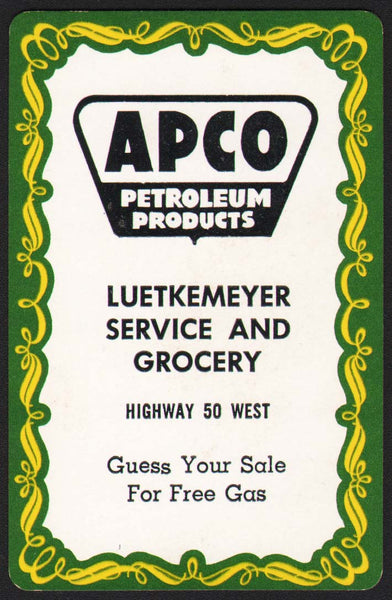 APCO
PETROLEUM
PRODUCTS
LUETKEMEYER
SERVICE AND
GROCERY
HIGHWAY 50 WEST
Guess Your Sale
For Free Gas